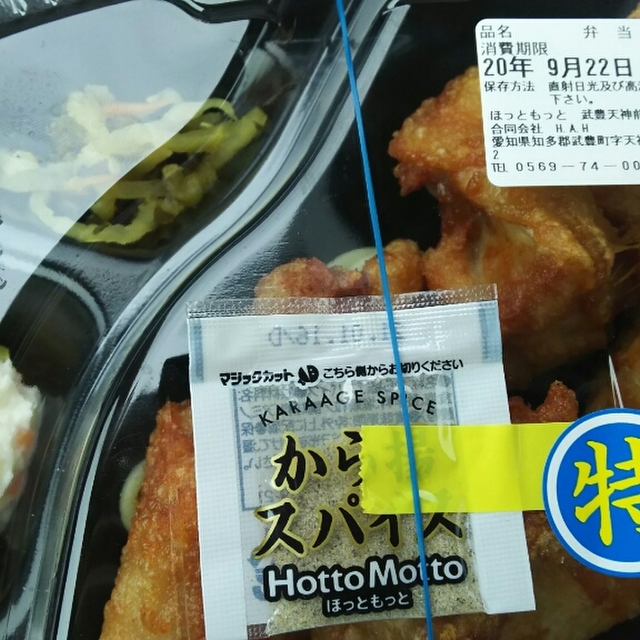 品名 弁当
消費期限
20年 9月22日
保存方法 直射日光及び高
下さい。
ほっともっと 武豊天神前
合同会社 H.A.H
愛知県知多郡武豊町字天神
2
TEL 0569-74-00
マジックカット こちら側からお切りください
KARAAGE SPICE
から
スパイス
HottoMotto
ほっともっと
特